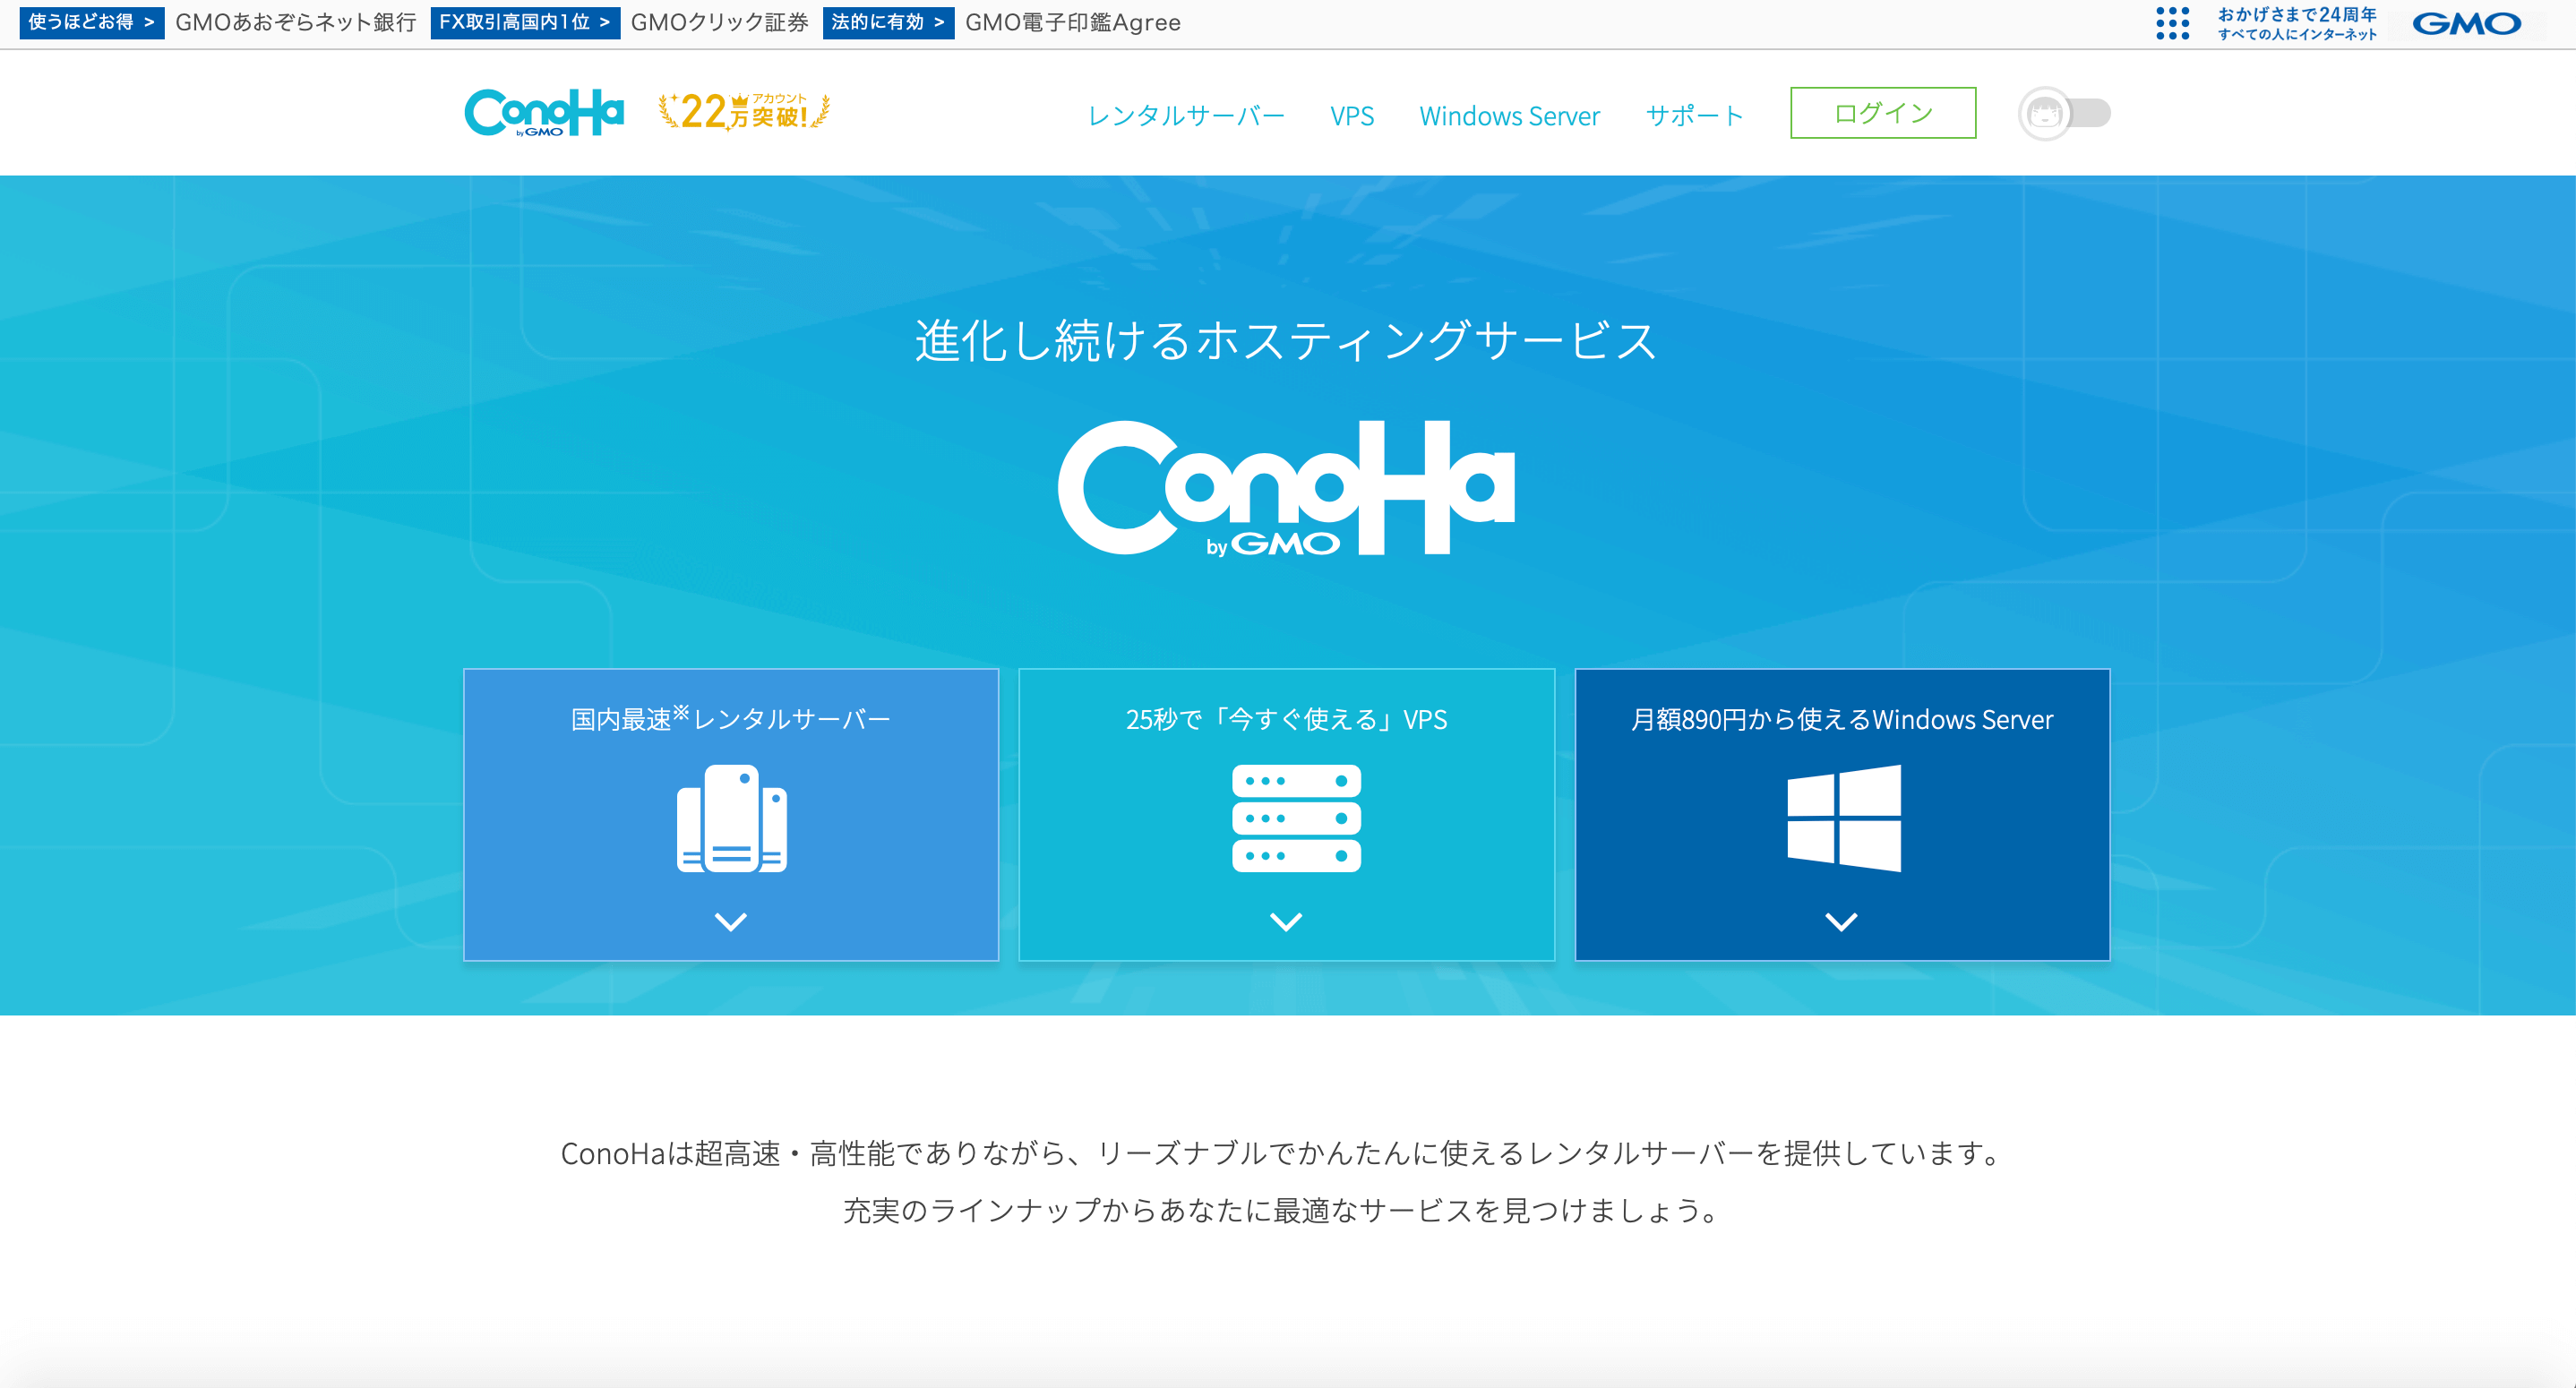 使うほどお得 > GMOあおぞらネット銀行 FX取引高国内1位 > GMOクリック証券 法的に有効 > GMO電子印鑑Agree
おかげさまで24周年
すべての人にインターネット
GMO
ConoHa by GMO
22万アカウント突破!
レンタルサーバー VPS Windows Server サポート ログイン
進化し続けるホスティングサービス
ConoHa
by GMO
国内最速※レンタルサーバー
25秒で「今すぐ使える」VPS
月額890円から使えるWindows Server
ConoHaは超高速・高性能でありながら、リーズナブルでかんたんに使えるレンタルサーバーを提供しています。
充実のラインナップからあなたに最適なサービスを見つけましょう。